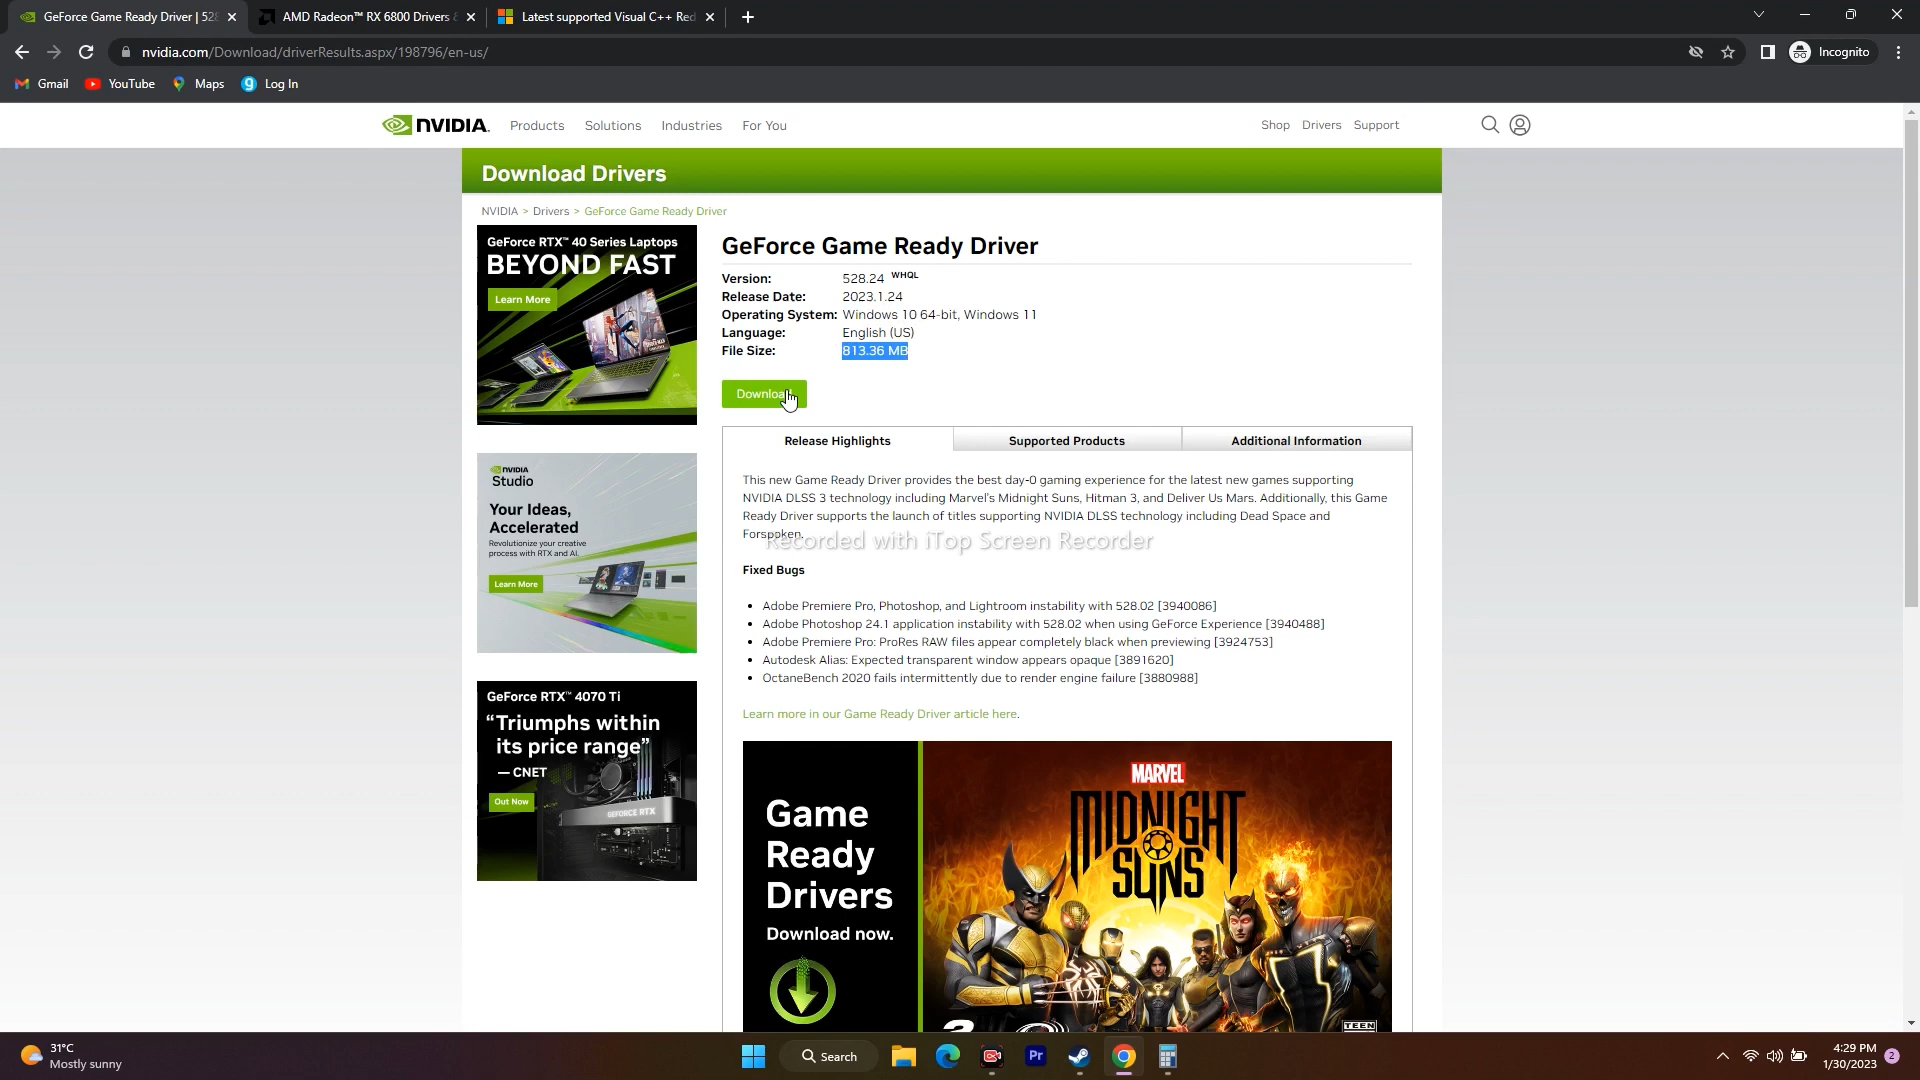 GeForce Game Ready Driver | 528
AMD Radeon™ RX 6800 Drivers &
Latest supported Visual C++ Red
nvidia.com/Download/driverResults.aspx/198796/en-us/
Incognito
Gmail
YouTube
Maps
Log In
NVIDIA.
Products
Solutions
Industries
For You
Shop
Drivers
Support
Download Drivers
NVIDIA > Drivers > GeForce Game Ready Driver
GeForce RTX™ 40 Series Laptops
BEYOND FAST
Learn More
GeForce Game Ready Driver
Version: 528.24 WHQL
Release Date: 2023.1.24
Operating System: Windows 10 64-bit, Windows 11
Language: English (US)
File Size: 813.36 MB
Download
Release Highlights
Supported Products
Additional Information
This new Game Ready Driver provides the best day-0 gaming experience for the latest new games supporting
NVIDIA DLSS 3 technology including Marvel's Midnight Suns, Hitman 3, and Deliver Us Mars. Additionally, this Game
Ready Driver supports the launch of titles supporting NVIDIA DLSS technology including Dead Space and
Forspoken.
Recorded with iTop Screen Recorder
Fixed Bugs
• Adobe Premiere Pro, Photoshop, and Lightroom instability with 528.02 [3940086]
• Adobe Photoshop 24.1 application instability with 528.02 when using GeForce Experience [3940488]
• Adobe Premiere Pro: ProRes RAW files appear completely black when previewing [3924753]
• Autodesk Alias: Expected transparent window appears opaque [3891620]
• OctaneBench 2020 fails intermittently due to render engine failure [3880988]
Learn more in our Game Ready Driver article here.
NVIDIA
Studio
Your Ideas,
Accelerated
Revolutionize your creative
process with RTX and AI.
Learn More
GeForce RTX™ 4070 Ti
“Triumphs within
its price range”
— CNET
Out Now
GEFORCE RTX
Game
Ready
Drivers
Download now.
MARVEL
MIDNIGHT
SUNS
TEEN
31°C
Mostly sunny
Search
Pr
4:29 PM
1/30/2023
2